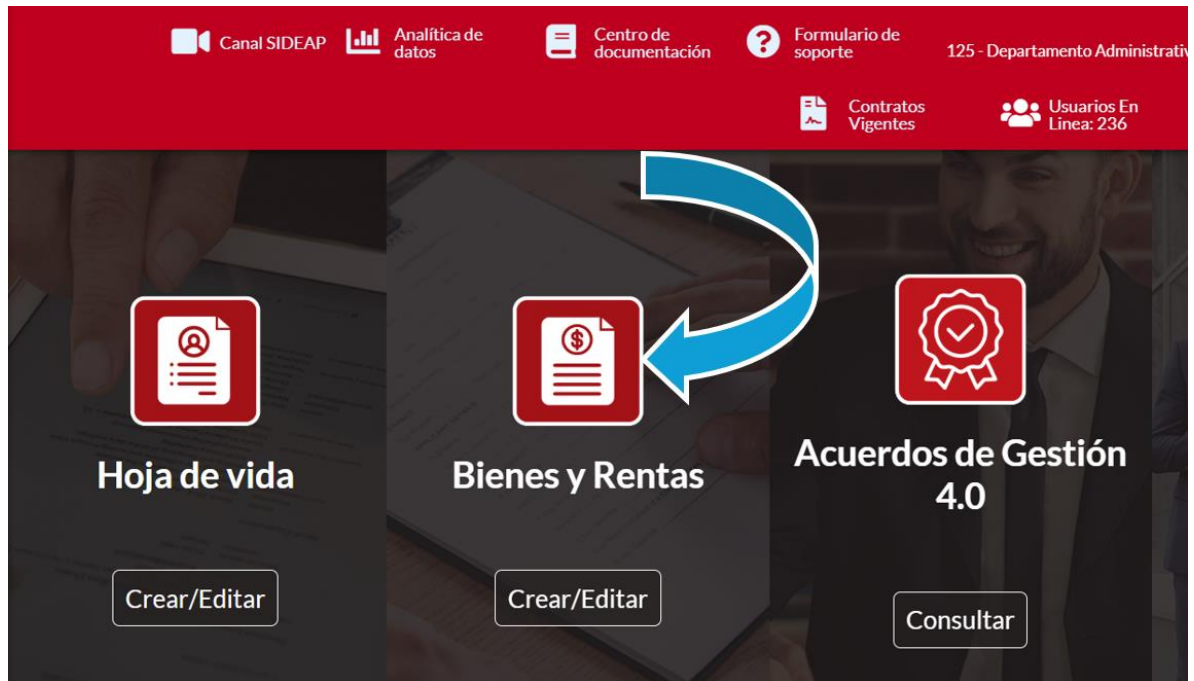 Canal SIDEAP
Analítica de
datos
Centro de
documentación
Formulario de
soporte
125 - Departamento Administrativ
Contratos
Vigentes
Usuarios En
Linea: 236
Hoja de vida
Crear/Editar
Bienes y Rentas
Crear/Editar
Acuerdos de Gestión
4.0
Consultar